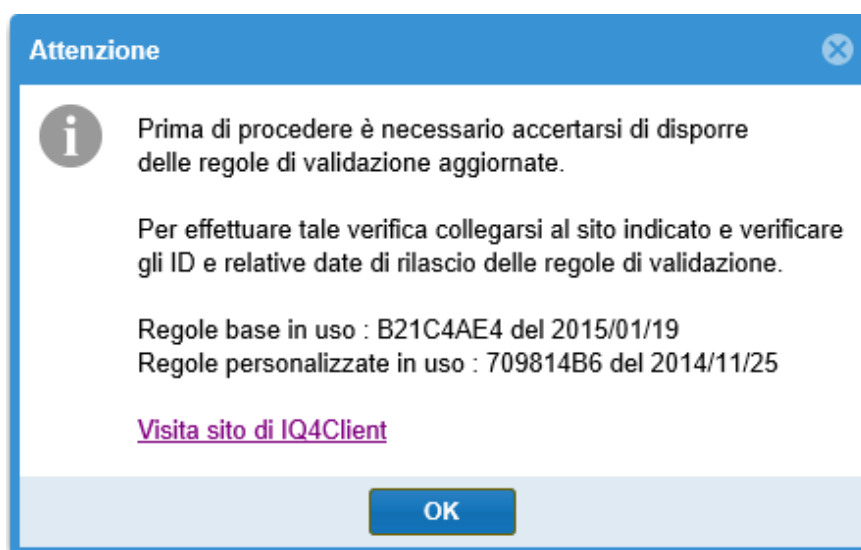 Attenzione
Prima di procedere è necessario accertarsi di disporre
delle regole di validazione aggiornate.
Per effettuare tale verifica collegarsi al sito indicato e verificare
gli ID e relative date di rilascio delle regole di validazione.
Regole base in uso : B21C4AE4 del 2015/01/19
Regole personalizzate in uso : 709814B6 del 2014/11/25
Visita sito di IQ4Client
OK